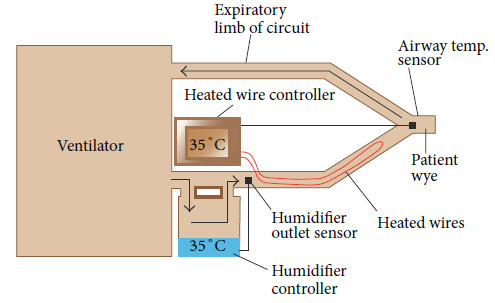 Expiratory
limb of circuit
Airway temp.
sensor
Heated wire controller
Ventilator
35°C
Patient
wye
Humidifier
outlet sensor
Heated wires
35°C
Humidifier
controller